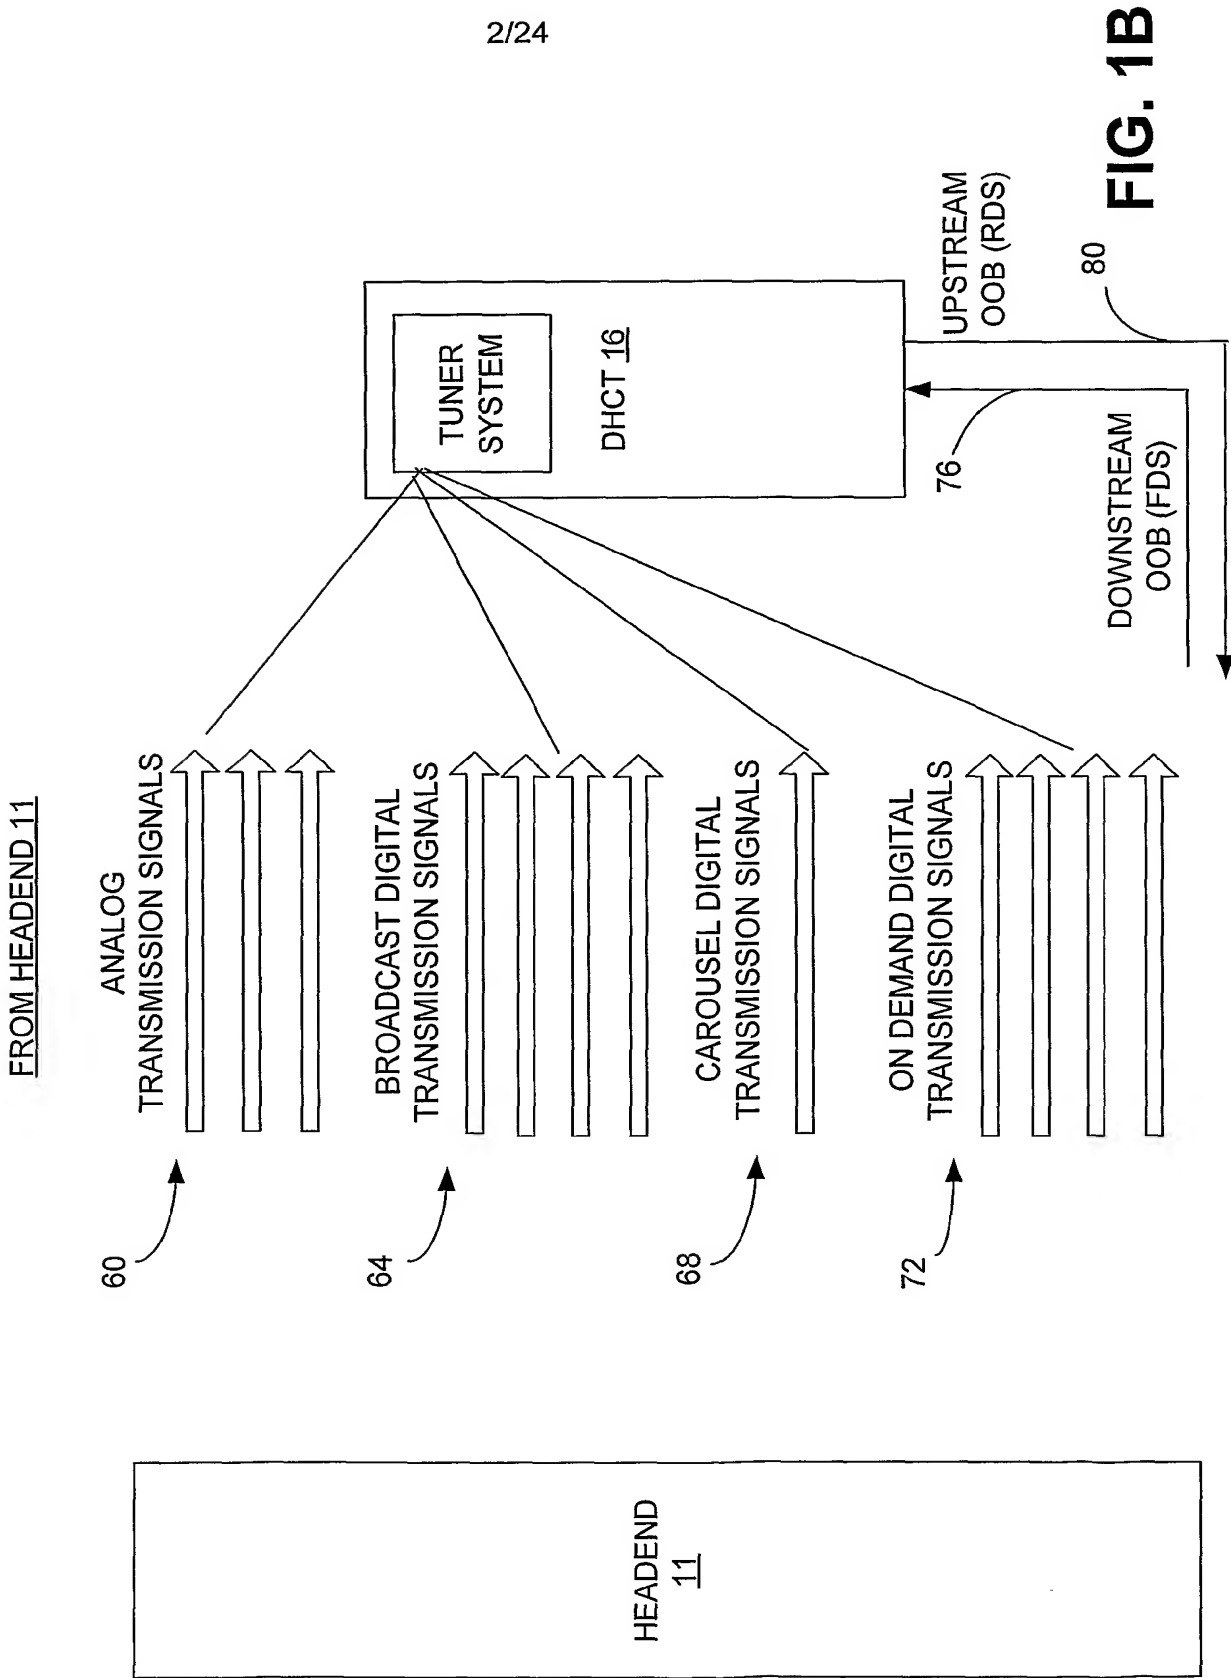 2/24
FROM HEADEND 11
ANALOG
TRANSMISSION SIGNALS
60
BROADCAST DIGITAL
TRANSMISSION SIGNALS
64
CAROUSEL DIGITAL
TRANSMISSION SIGNALS
68
ON DEMAND DIGITAL
TRANSMISSION SIGNALS
72
HEADEND
11
TUNER
SYSTEM
DHCT 16
UPSTREAM
OOB (RDS)
80
76
DOWNSTREAM
OOB (FDS)
FIG. 1B